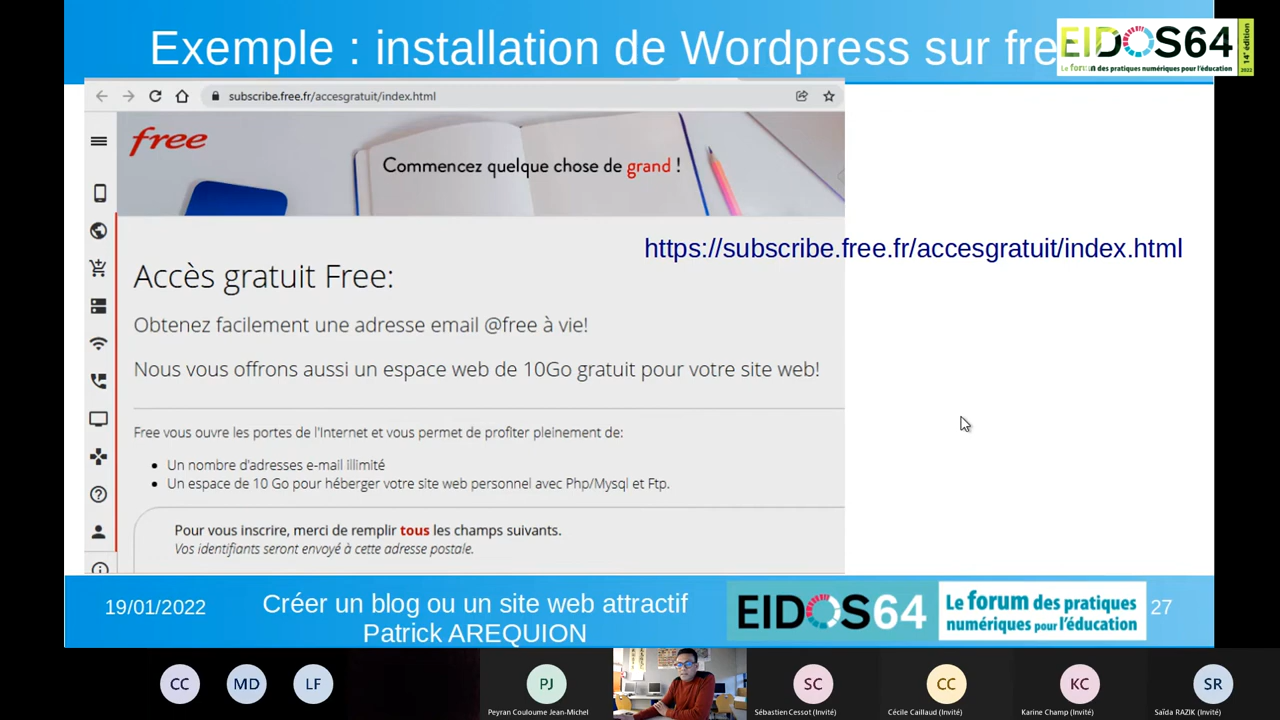 Exemple : installation de Wordpress sur fre
EIDOS64
Le forum des pratiques numériques pour l'éducation
14e édition
2022
subscribe.free.fr/accesgratuit/index.html
free
Commencez quelque chose de grand !
https://subscribe.free.fr/accesgratuit/index.html
Accès gratuit Free:
Obtenez facilement une adresse email @free à vie!
Nous vous offrons aussi un espace web de 10Go gratuit pour votre site web!
Free vous ouvre les portes de l'Internet et vous permet de profiter pleinement de:
Un nombre d'adresses e-mail illimité
Un espace de 10 Go pour héberger votre site web personnel avec Php/Mysql et Ftp.
Pour vous inscrire, merci de remplir tous les champs suivants.
Vos identifiants seront envoyé à cette adresse postale.
19/01/2022
Créer un blog ou un site web attractif
Patrick AREQUION
EIDOS64
Le forum des pratiques
numériques pour l'éducation
27
CC
MD
LF
PJ
SC
CC
KC
SR
Peyran Couloume Jean-Michel
Sébastien Cessot (Invité)
Cécile Caillaud (Invité)
Karine Champ (Invité)
Saïda RAZIK (Invité)